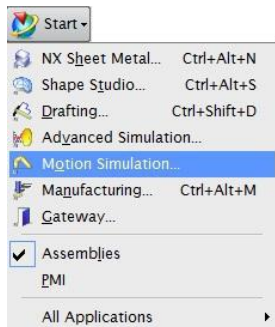 Start
NX Sheet Metal... Ctrl+Alt+N
Shape Studio... Ctrl+Alt+S
Drafting... Ctrl+Shift+D
Advanced Simulation...
Motion Simulation...
Manufacturing... Ctrl+Alt+M
Gateway...
Assemblies
PMI
All Applications